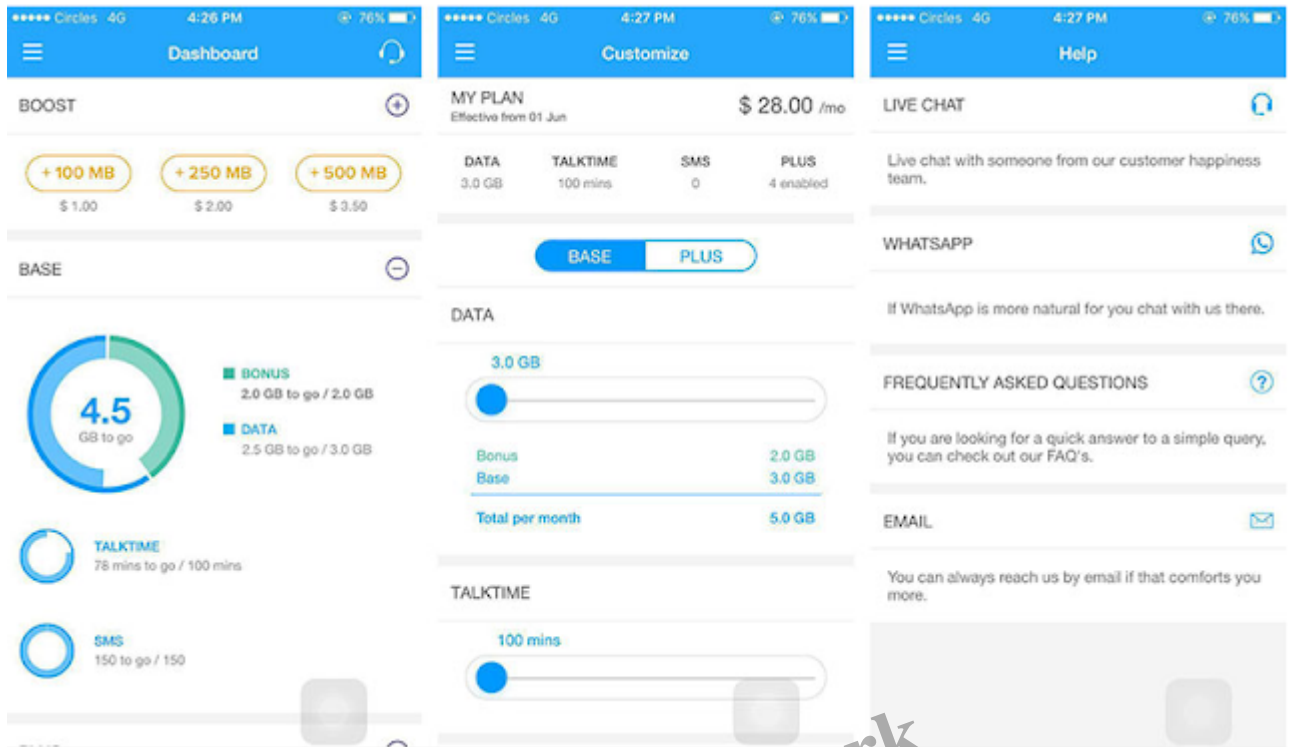 Circles 4G 4:26 PM 76%
Dashboard
BOOST
+ 100 MB + 250 MB + 500 MB
$ 1.00 $ 2.00 $ 3.50
BASE
4.5
GB to go
BONUS
2.0 GB to go / 2.0 GB
DATA
2.5 GB to go / 3.0 GB
TALKTIME
78 mins to go / 100 mins
SMS
150 to go / 150
Circles 4G 4:27 PM 76%
Customize
MY PLAN
Effective from 01 Jun
$ 28.00 /mo
DATA TALKTIME SMS PLUS
3.0 GB 100 mins 0 4 enabled
BASE PLUS
DATA
3.0 GB
Bonus 2.0 GB
Base 3.0 GB
Total per month 5.0 GB
TALKTIME
100 mins
Circles 4G 4:27 PM 76%
Help
LIVE CHAT
Live chat with someone from our customer happiness
team.
WHATSAPP
If WhatsApp is more natural for you chat with us there.
FREQUENTLY ASKED QUESTIONS
If you are looking for a quick answer to a simple query,
you can check out our FAQ's.
EMAIL
You can always reach us by email if that comforts you
more.